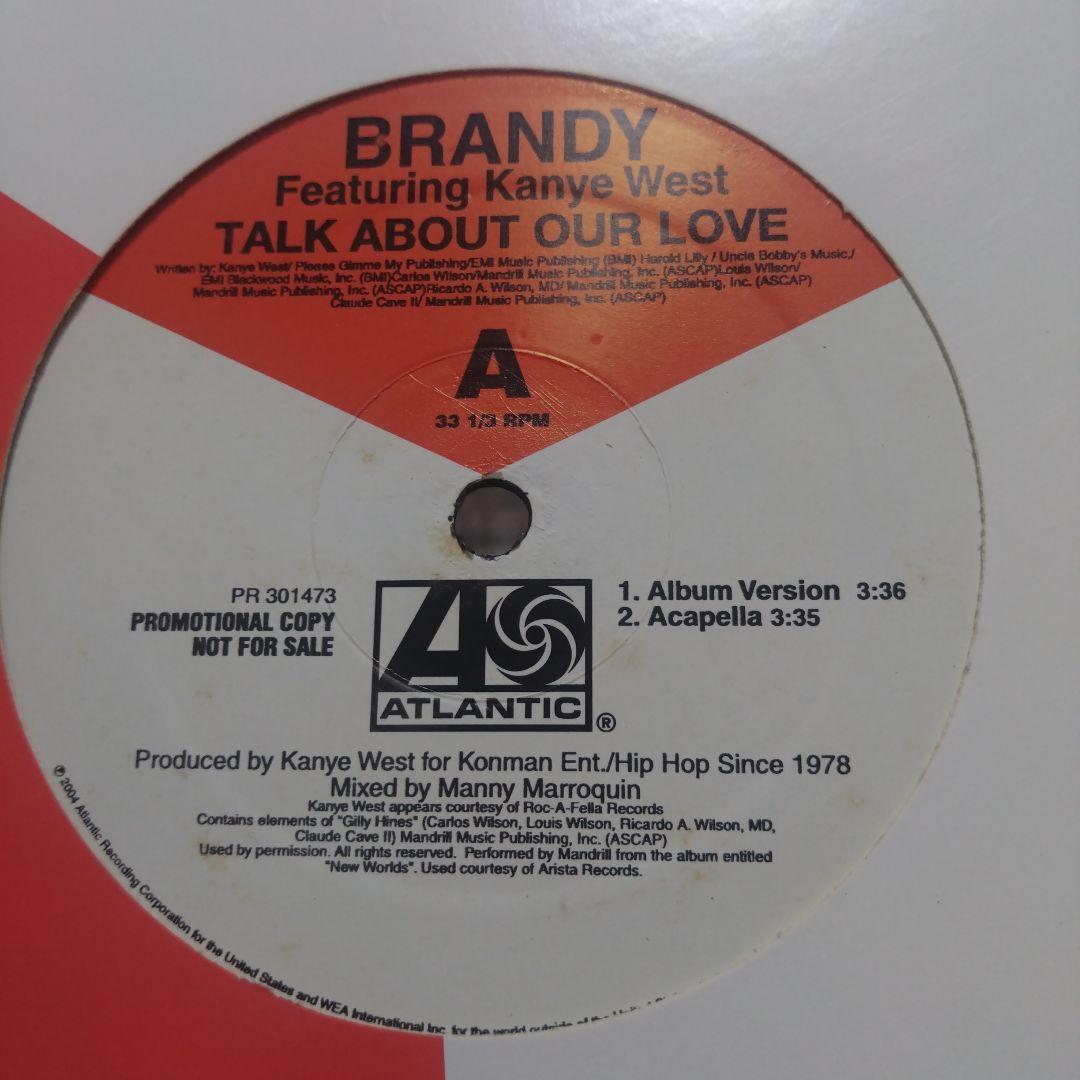 BRANDY
Featuring Kanye West
TALK ABOUT OUR LOVE
Written by: Kanye West/ Please Gimme My Publishing/EMI Music Publishing (BMI) Harold Lilly / Uncle Bobby's Music./
EMI Blackwood Music, Inc. (BMI)Carlos Wilson/Mandrill Music Publishing, Inc. (ASCAP)Louis Wilson/
Mandrill Music Publishing, Inc. (ASCAP)Ricardo A. Wilson, MD/ Mandrill Music Publishing, Inc. (ASCAP)
Claude Cave II/ Mandrill Music Publishing, Inc. (ASCAP)
A
33 1/3 RPM
PR 301473
PROMOTIONAL COPY
NOT FOR SALE
ATLANTIC ®
1. Album Version 3:36
2. Acapella 3:35
Produced by Kanye West for Konman Ent./Hip Hop Since 1978
Mixed by Manny Marroquin
Kanye West appears courtesy of Roc-A-Fella Records
Contains elements of "Gilly Hines" (Carlos Wilson, Louis Wilson, Ricardo A. Wilson, MD,
Claude Cave II) Mandrill Music Publishing, Inc. (ASCAP)
Used by permission. All rights reserved. Performed by Mandrill from the album entitled
"New Worlds". Used courtesy of Arista Records.
℗ 2004 Atlantic Recording Corporation for the United States and WEA International Inc. for the world outside of the